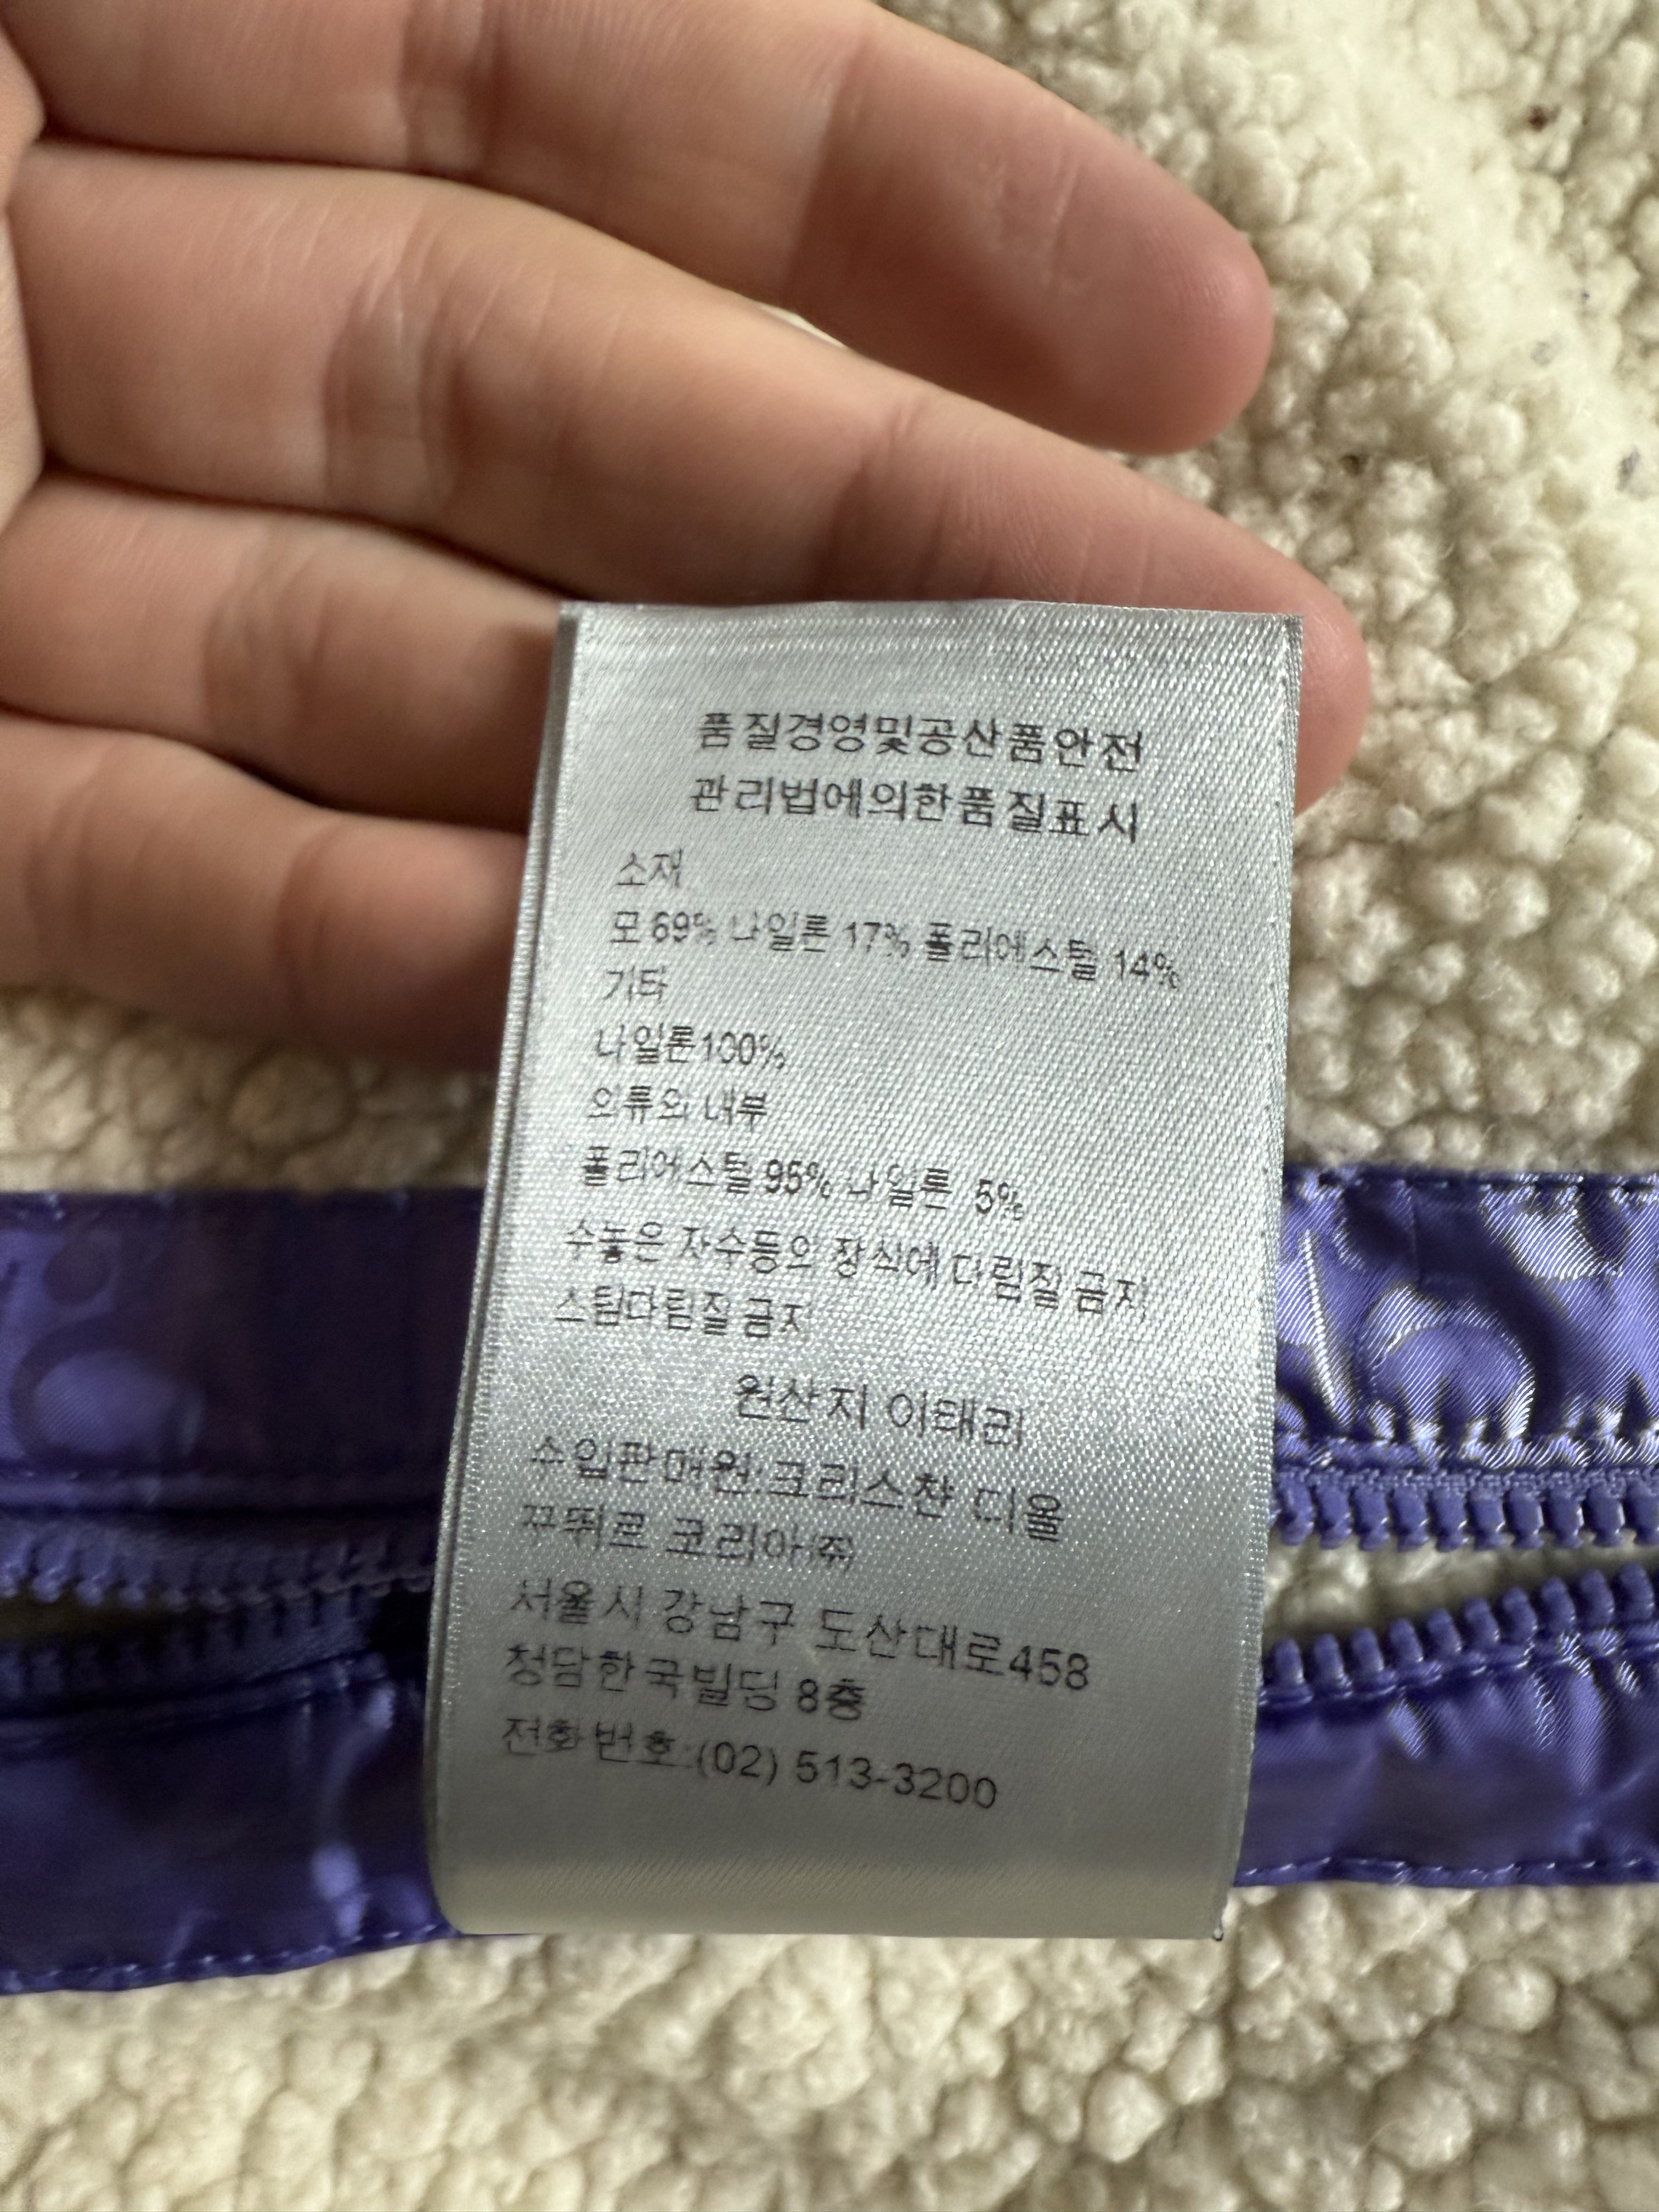 품질경영및공산품안전
관리법에의한품질표시
소재
모 69% 나일론 17% 폴리에스텔 14%
기타
나일론100%
의류의 내부
폴리에스텔 95% 나일론 5%
수놓은 자수등의 장식에 다림질 금지
스팀다림질 금지
원산지 이태리
수입판매원:크리스챤 디올
꾸뛰르 코리아㈜
서울시 강남구 도산대로458
청담한국빌딩 8층
전화번호:(02) 513-3200